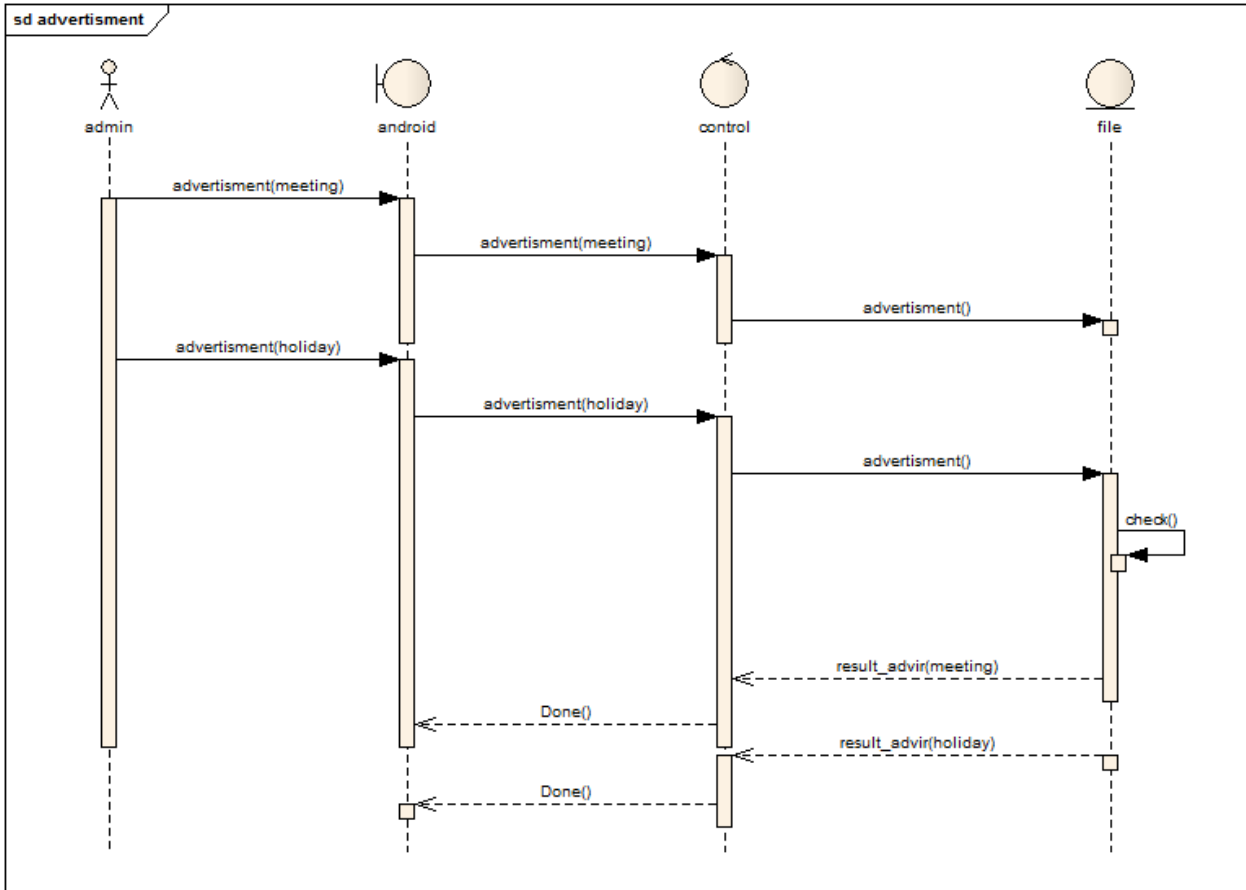 sd advertisment
admin
android
control
file
advertisment(meeting)
advertisment(meeting)
advertisment()
advertisment(holiday)
advertisment(holiday)
advertisment()
check()
result_advir(meeting)
Done()
result_advir(holiday)
Done()